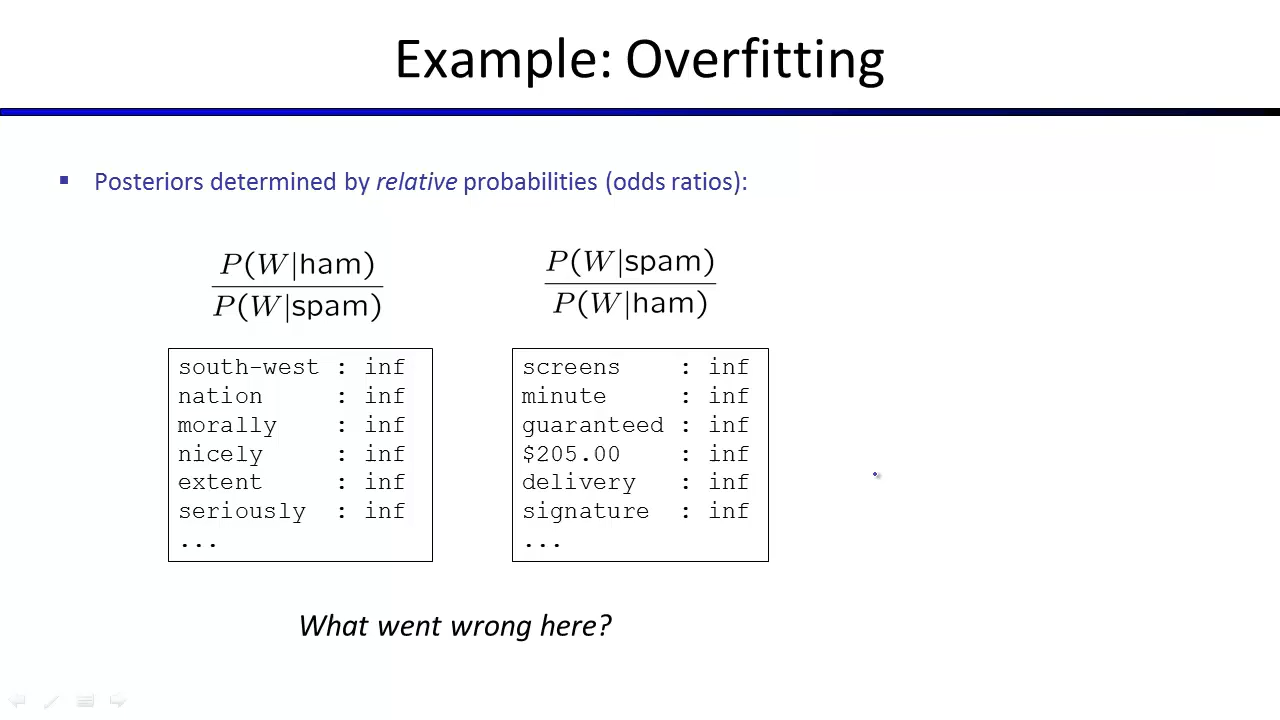 Example: Overfitting
▪ Posteriors determined by relative probabilities (odds ratios):
P(W|ham)
P(W|spam)
P(W|spam)
P(W|ham)
south-west : inf
nation : inf
morally : inf
nicely : inf
extent : inf
seriously : inf
...
screens : inf
minute : inf
guaranteed : inf
$205.00 : inf
delivery : inf
signature : inf
...
What went wrong here?